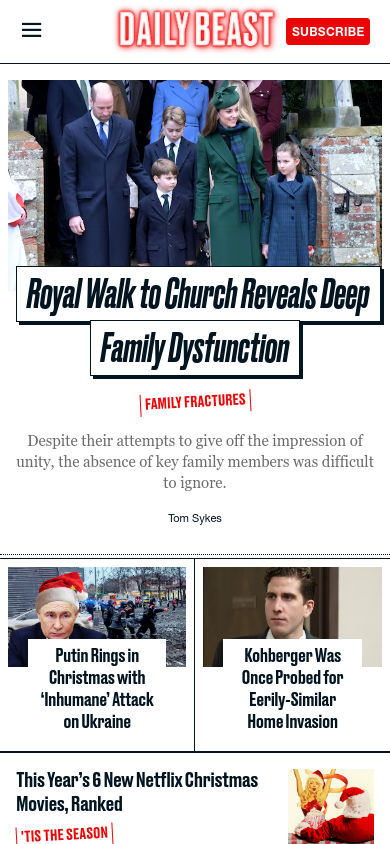 DAILY BEAST
SUBSCRIBE
Royal Walk to Church Reveals Deep
Family Dysfunction
FAMILY FRACTURES
Despite their attempts to give off the impression of
unity, the absence of key family members was difficult
to ignore.
Tom Sykes
Putin Rings in
Christmas with
‘Inhumane’ Attack
on Ukraine
Kohberger Was
Once Probed for
Eerily-Similar
Home Invasion
This Year’s 6 New Netflix Christmas
Movies, Ranked
’TIS THE SEASON